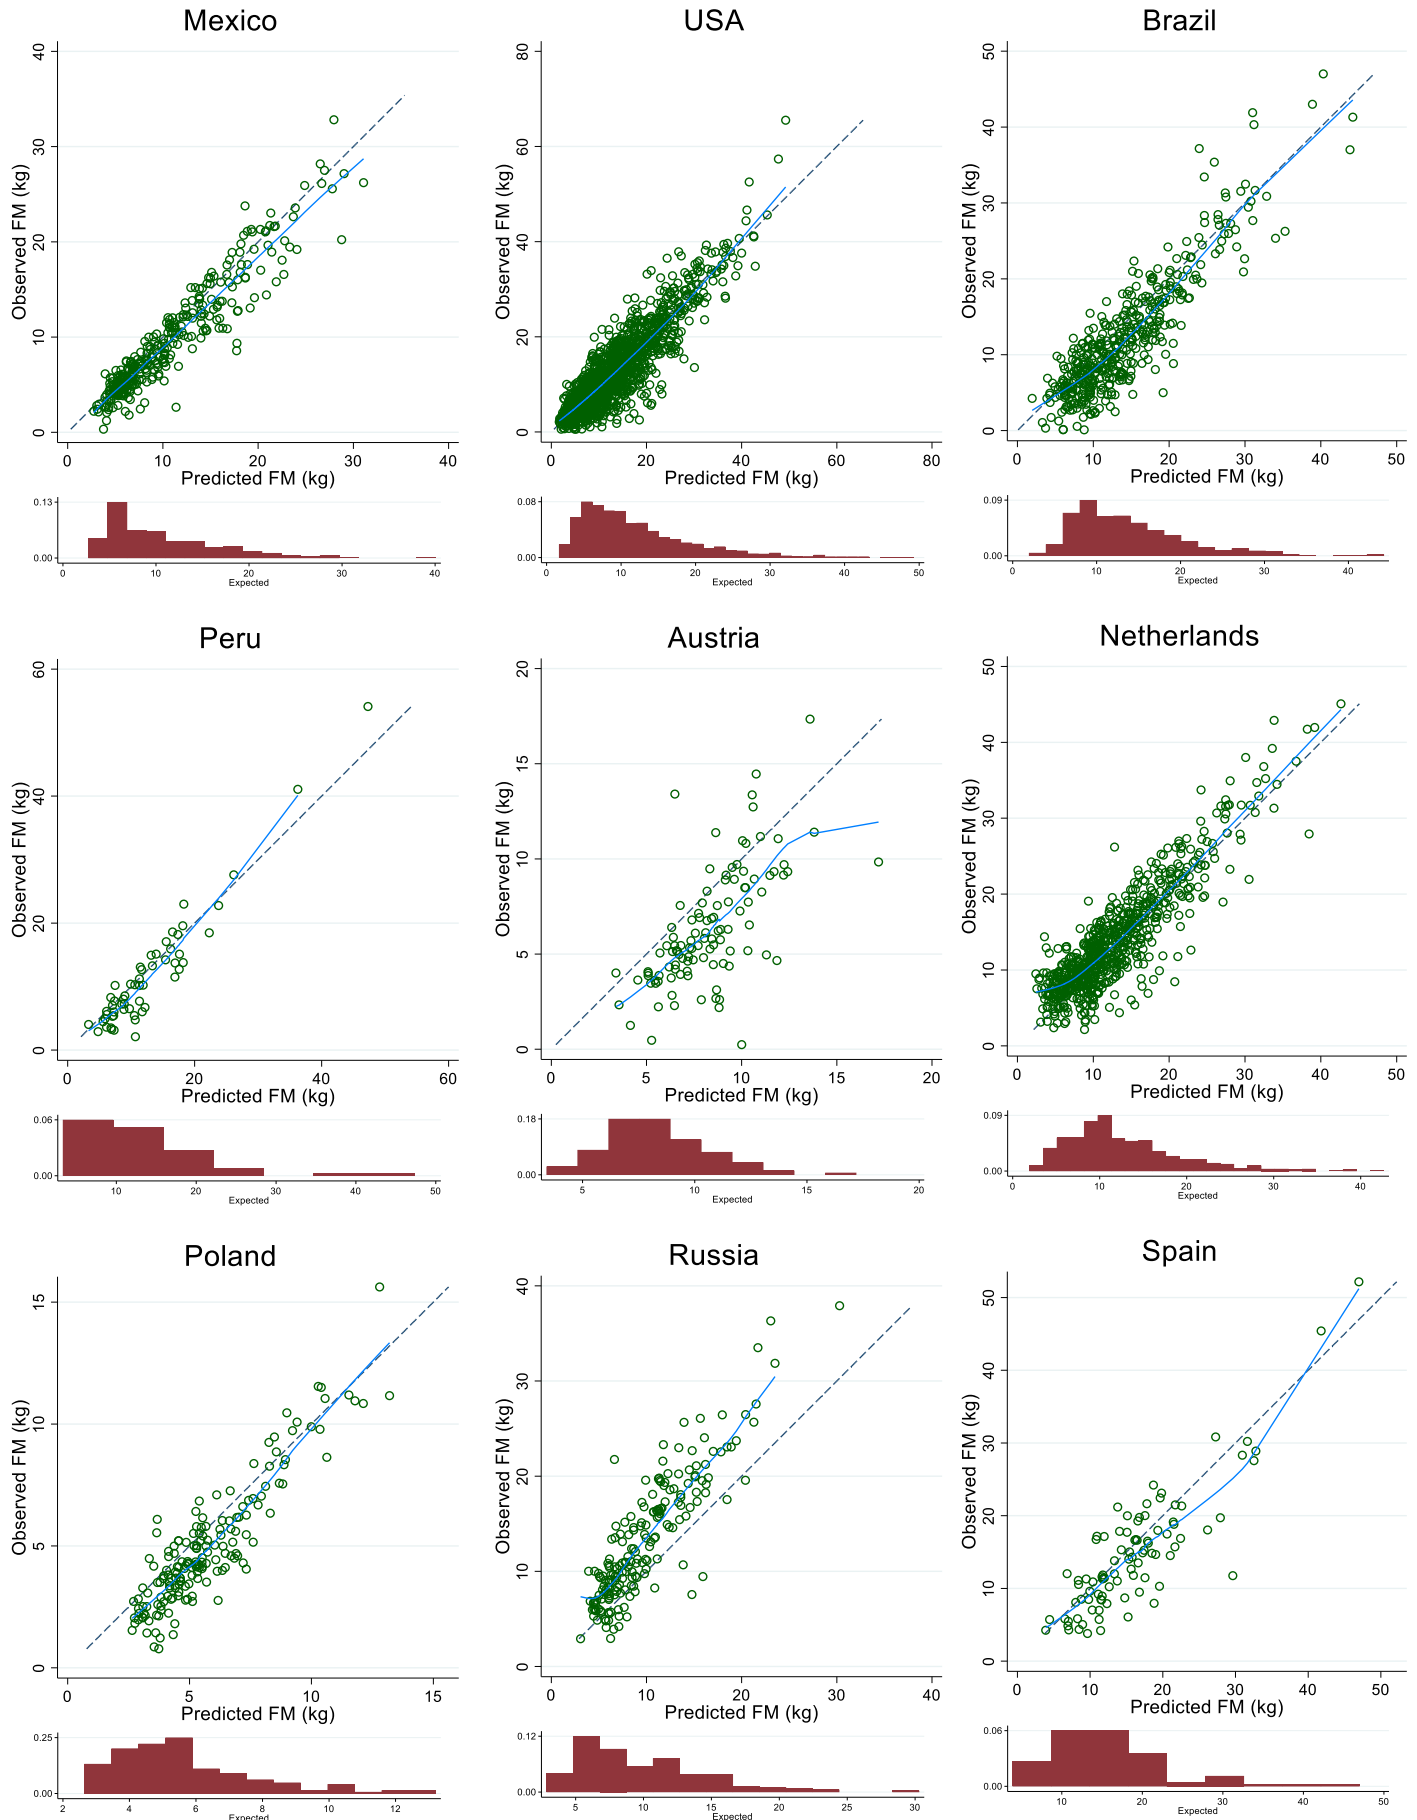 Mexico
USA
Brazil
Observed FM (kg)
0 10 20 30 40
0 10 20 30 40
Predicted FM (kg)
0.13
0.00
0 10 20 30 40
Expected
Observed FM (kg)
0 20 40 60 80
0 20 40 60 80
Predicted FM (kg)
0.08
0.00
0 10 20 30 40 50
Expected
Observed FM (kg)
0 10 20 30 40 50
0 10 20 30 40 50
Predicted FM (kg)
0.09
0.00
0 10 20 30 40
Expected
Peru
Austria
Netherlands
Observed FM (kg)
0 20 40 60
0 20 40 60
Predicted FM (kg)
0.06
0.00
10 20 30 40 50
Expected
Observed FM (kg)
0 5 10 15 20
0 5 10 15 20
Predicted FM (kg)
0.18
0.00
5 10 15 20
Expected
Observed FM (kg)
0 10 20 30 40 50
0 10 20 30 40 50
Predicted FM (kg)
0.09
0.00
0 10 20 30 40
Expected
Poland
Russia
Spain
Observed FM (kg)
0 5 10 15
0 5 10 15
Predicted FM (kg)
0.25
0.00
2 4 6 8 10 12
Expected
Observed FM (kg)
0 10 20 30 40
0 10 20 30 40
Predicted FM (kg)
0.12
0.00
5 10 15 20 25 30
Expected
Observed FM (kg)
0 10 20 30 40 50
0 10 20 30 40 50
Predicted FM (kg)
0.06
0.00
10 20 30 40 50
Expected